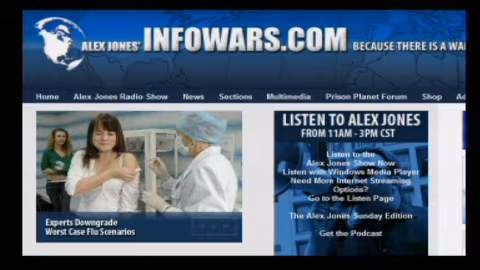 ALEX JONES' INFOWARS.COM BECAUSE THERE IS A WA
Home Alex Jones Radio Show News Sections Multimedia Prison Planet Forum Shop Ad
LISTEN TO ALEX JONES
FROM 11AM - 3PM CST
Listen to the
Alex Jones Show Now
Listen with Windows Media Player
Need More Internet Streaming
Options?
Go to the Listen Page
The Alex Jones Sunday Edition
Get the Podcast
Experts Downgrade
Worst Case Flu Scenarios